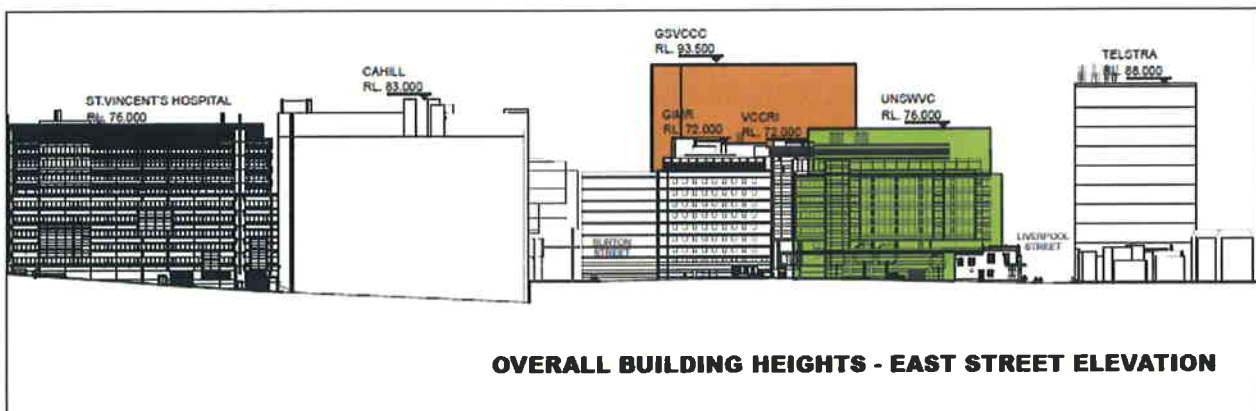 GSVCCC
RL. 93.500
TELSTRA
RL. 88.000
CAHILL
RL. 83.000
ST.VINCENT'S HOSPITAL
RL. 76.000
UNSWVC
RL. 76.000
GIMR
RL. 72.000
VCCRI
RL. 72.000
BURTON
STREET
LIVERPOOL
STREET
OVERALL BUILDING HEIGHTS - EAST STREET ELEVATION